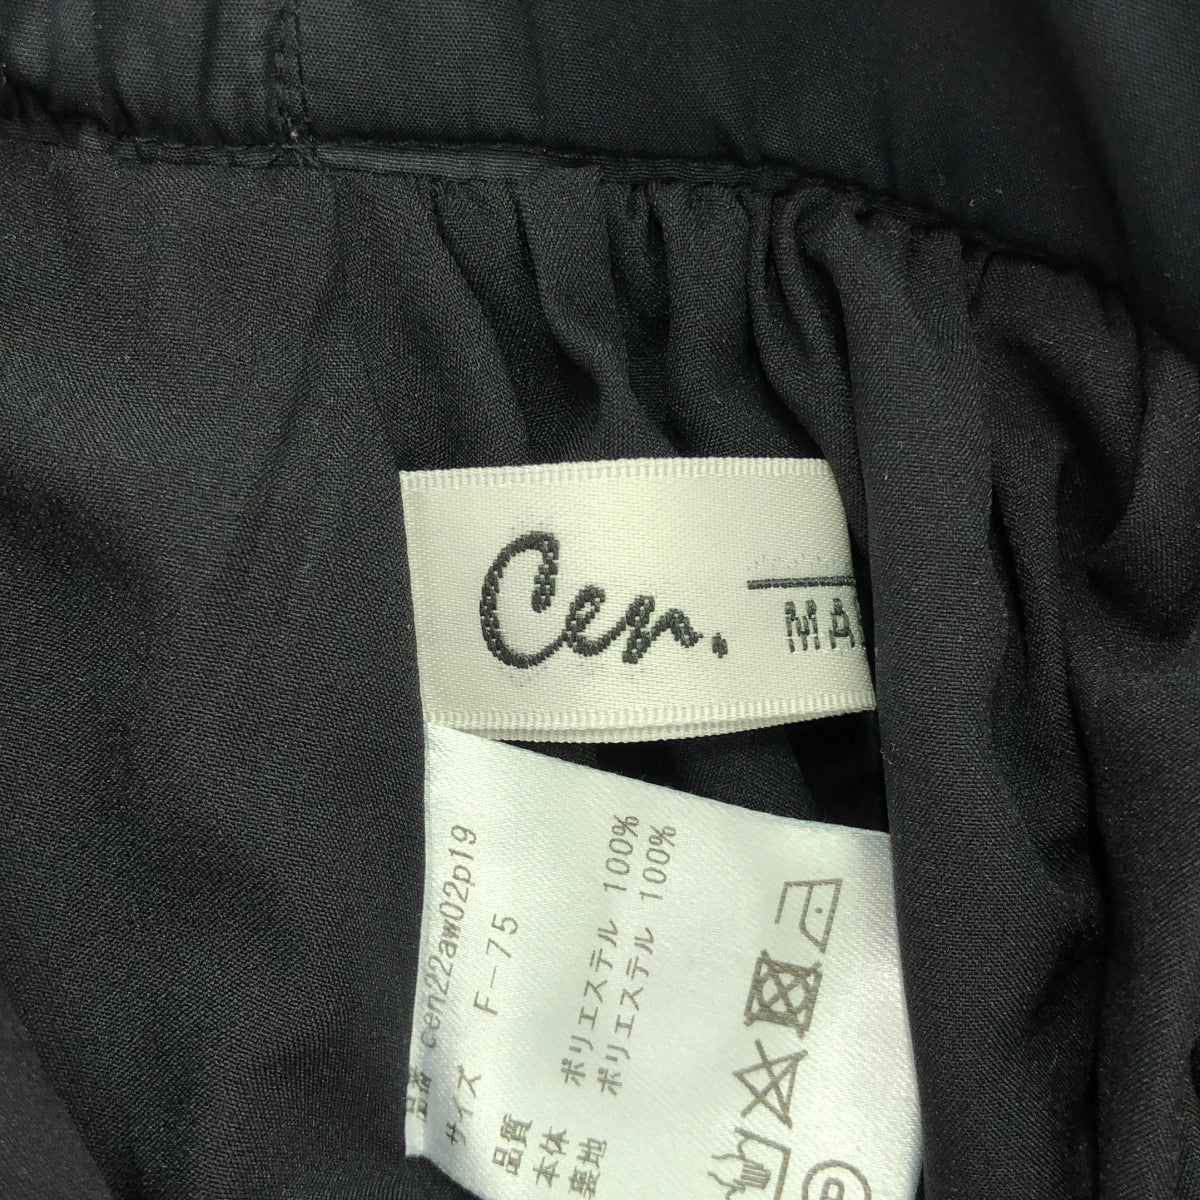 Cen.
MA
品番 cen22aw02p19
サイズ F-75
品質
本体 ポリエステル 100%
裏地 ポリエステル 100%
P